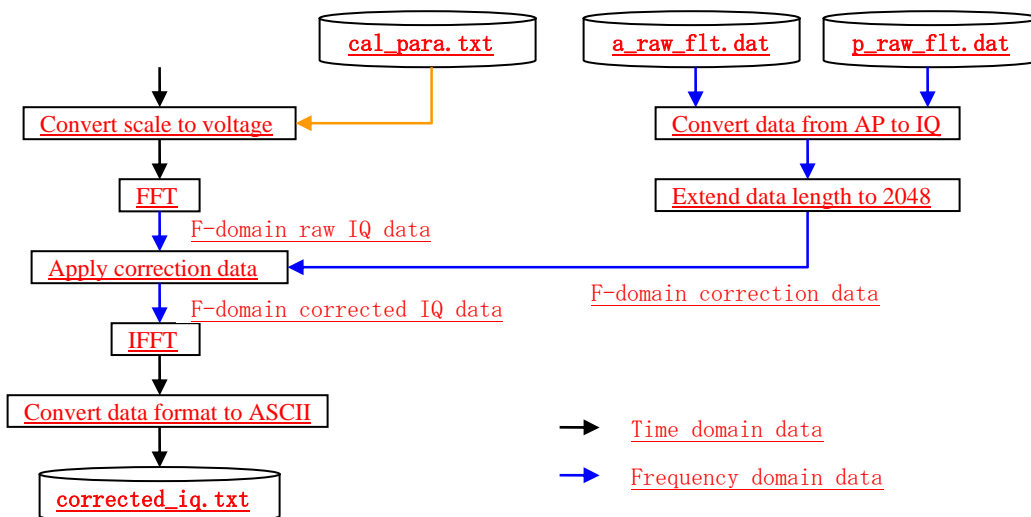 cal_para.txt
a_raw_flt.dat
p_raw_flt.dat
Convert scale to voltage
Convert data from AP to IQ
FFT
Extend data length to 2048
F-domain raw IQ data
Apply correction data
F-domain correction data
F-domain corrected IQ data
IFFT
Convert data format to ASCII
Time domain data
Frequency domain data
corrected_iq.txt